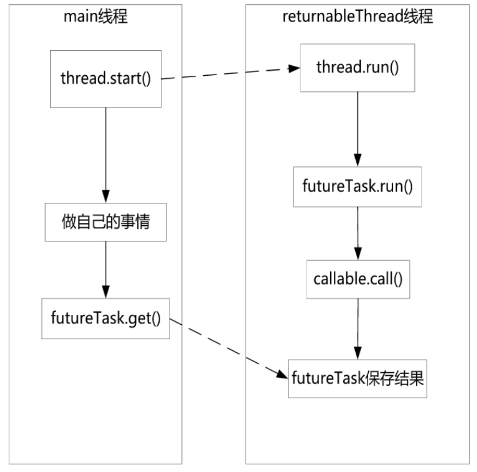 main线程
thread.start()
做自己的事情
futureTask.get()
returnableThread线程
thread.run()
futureTask.run()
callable.call()
futureTask保存结果